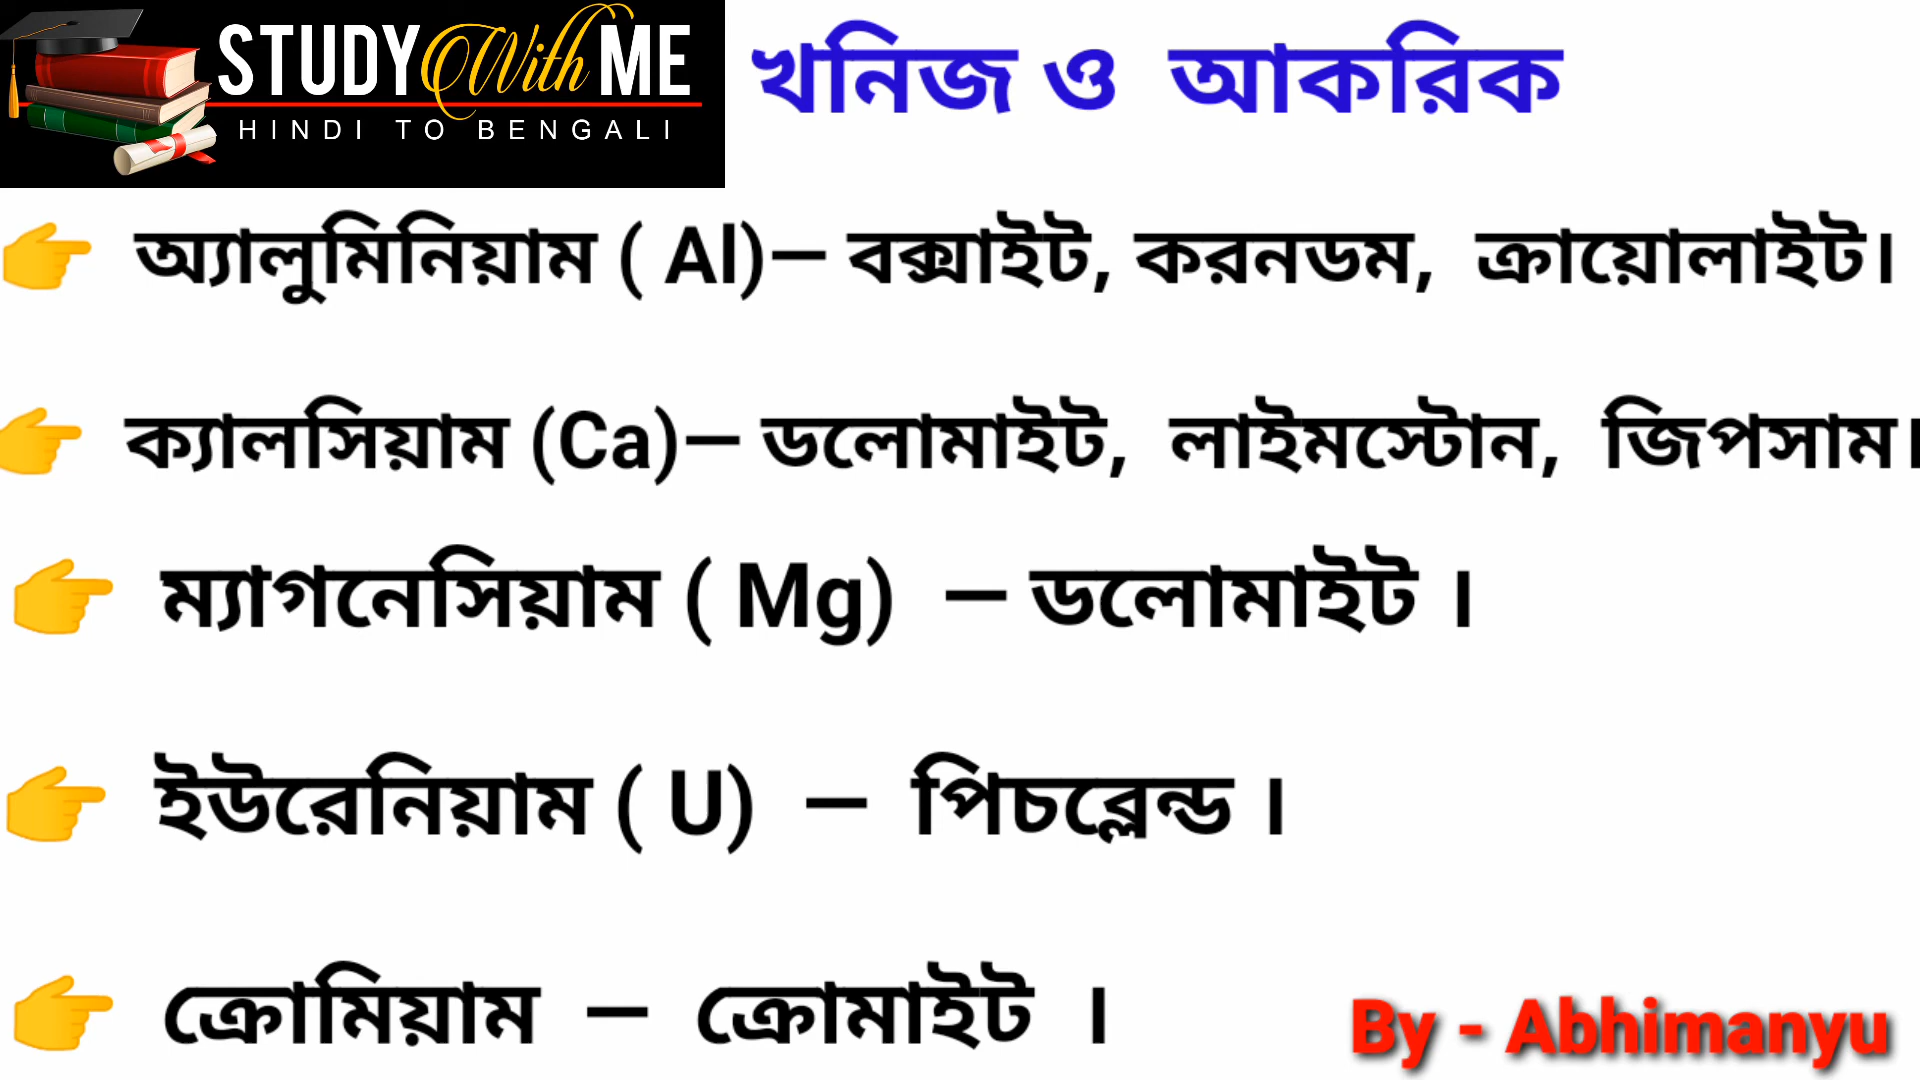 STUDY With ME
HINDI TO BENGALI
খনিজ ও আকরিক
অ্যালুমিনিয়াম ( Al)– বক্সাইট, করনডম, ক্রায়োলাইট।
ক্যালসিয়াম (Ca)– ডলোমাইট, লাইমস্টোন, জিপসাম।
ম্যাগনেসিয়াম ( Mg) – ডলোমাইট ।
ইউরেনিয়াম ( U) – পিচব্লেন্ড ।
ক্রোমিয়াম – ক্রোমাইট ।
By - Abhimanyu